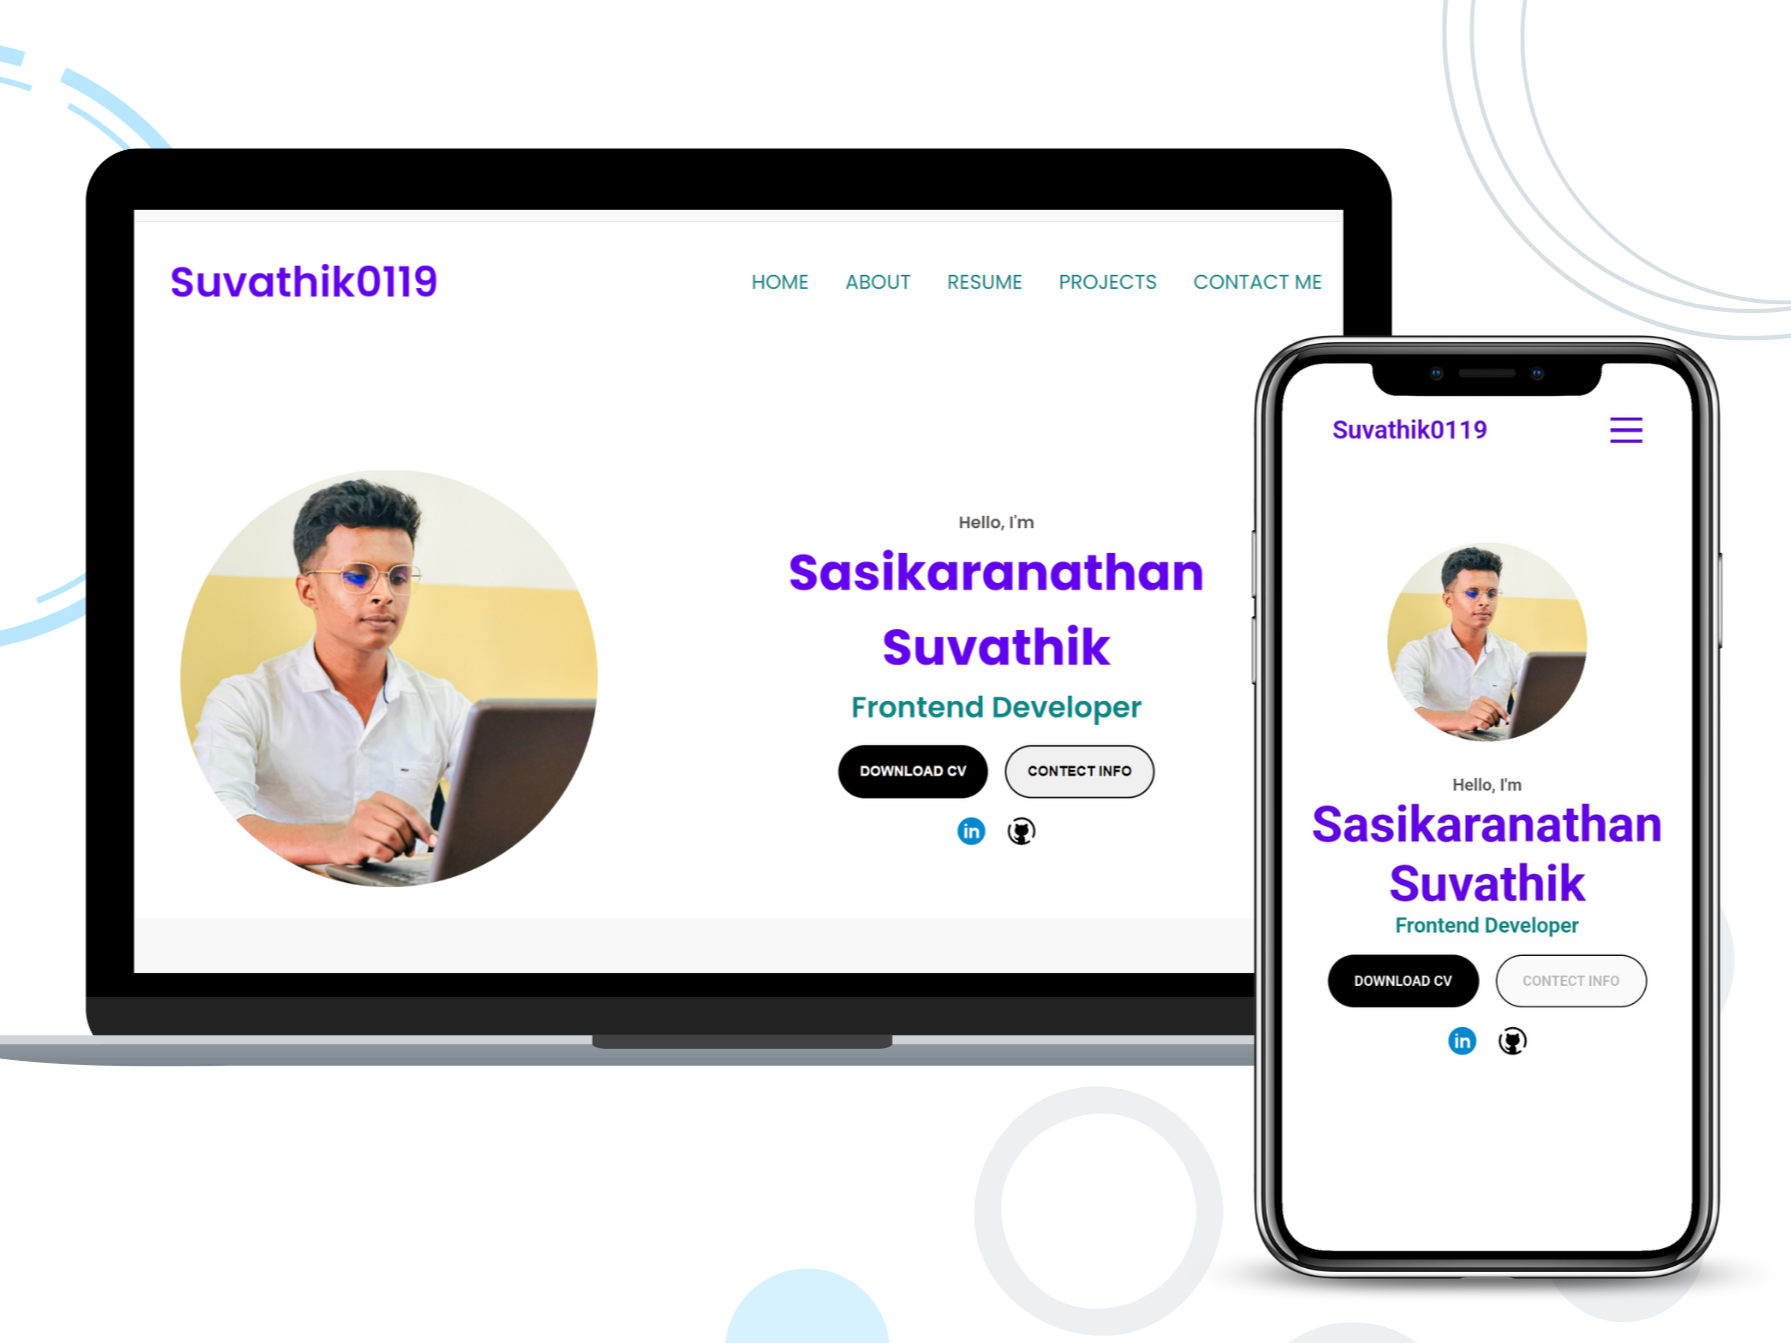 Suvathik0119
HOME ABOUT RESUME PROJECTS CONTACT ME
Hello, I'm
Sasikaranathan
Suvathik
Frontend Developer
DOWNLOAD CV CONTECT INFO
in
Suvathik0119
Hello, I'm
Sasikaranathan
Suvathik
Frontend Developer
DOWNLOAD CV CONTECT INFO
in